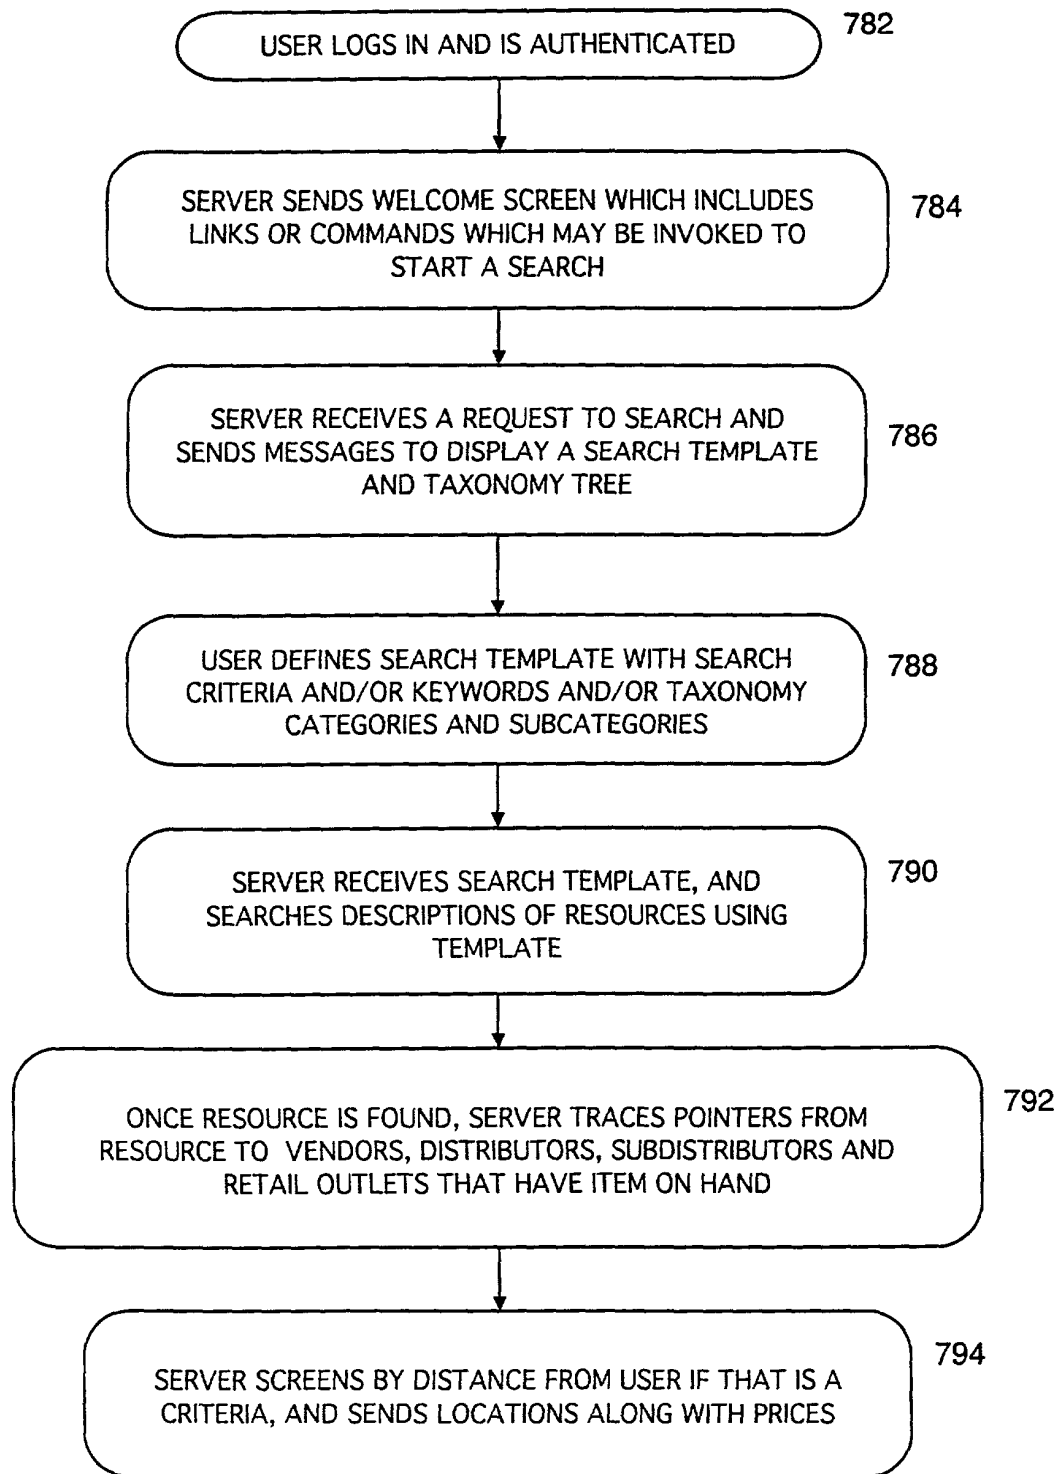 USER LOGS IN AND IS AUTHENTICATED
782
SERVER SENDS WELCOME SCREEN WHICH INCLUDES
LINKS OR COMMANDS WHICH MAY BE INVOKED TO
START A SEARCH
784
SERVER RECEIVES A REQUEST TO SEARCH AND
SENDS MESSAGES TO DISPLAY A SEARCH TEMPLATE
AND TAXONOMY TREE
786
USER DEFINES SEARCH TEMPLATE WITH SEARCH
CRITERIA AND/OR KEYWORDS AND/OR TAXONOMY
CATEGORIES AND SUBCATEGORIES
788
SERVER RECEIVES SEARCH TEMPLATE, AND
SEARCHES DESCRIPTIONS OF RESOURCES USING
TEMPLATE
790
ONCE RESOURCE IS FOUND, SERVER TRACES POINTERS FROM
RESOURCE TO VENDORS, DISTRIBUTORS, SUBDISTRIBUTORS AND
RETAIL OUTLETS THAT HAVE ITEM ON HAND
792
SERVER SCREENS BY DISTANCE FROM USER IF THAT IS A
CRITERIA, AND SENDS LOCATIONS ALONG WITH PRICES
794